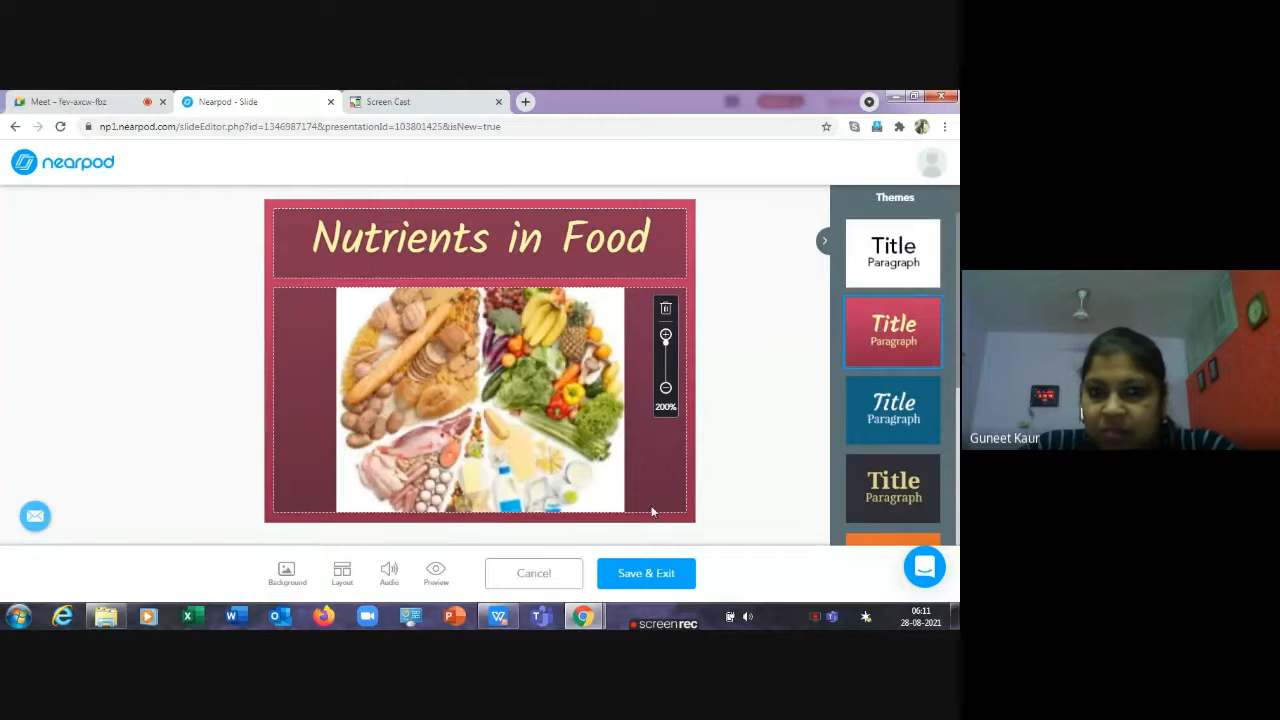 Meet – fev-axcw-fbz
Nearpod - Slide
Screen Cast
np1.nearpod.com/slideEditor.php?id=1346987174&presentationId=103801425&isNew=true
nearpod
Themes
Nutrients in Food
200%
Title
Paragraph
Title
Paragraph
Title
Paragraph
Title
Paragraph
Guneet Kaur
Background
Layout
Audio
Preview
Cancel
Save & Exit
screenrec
06:11
28-08-2021